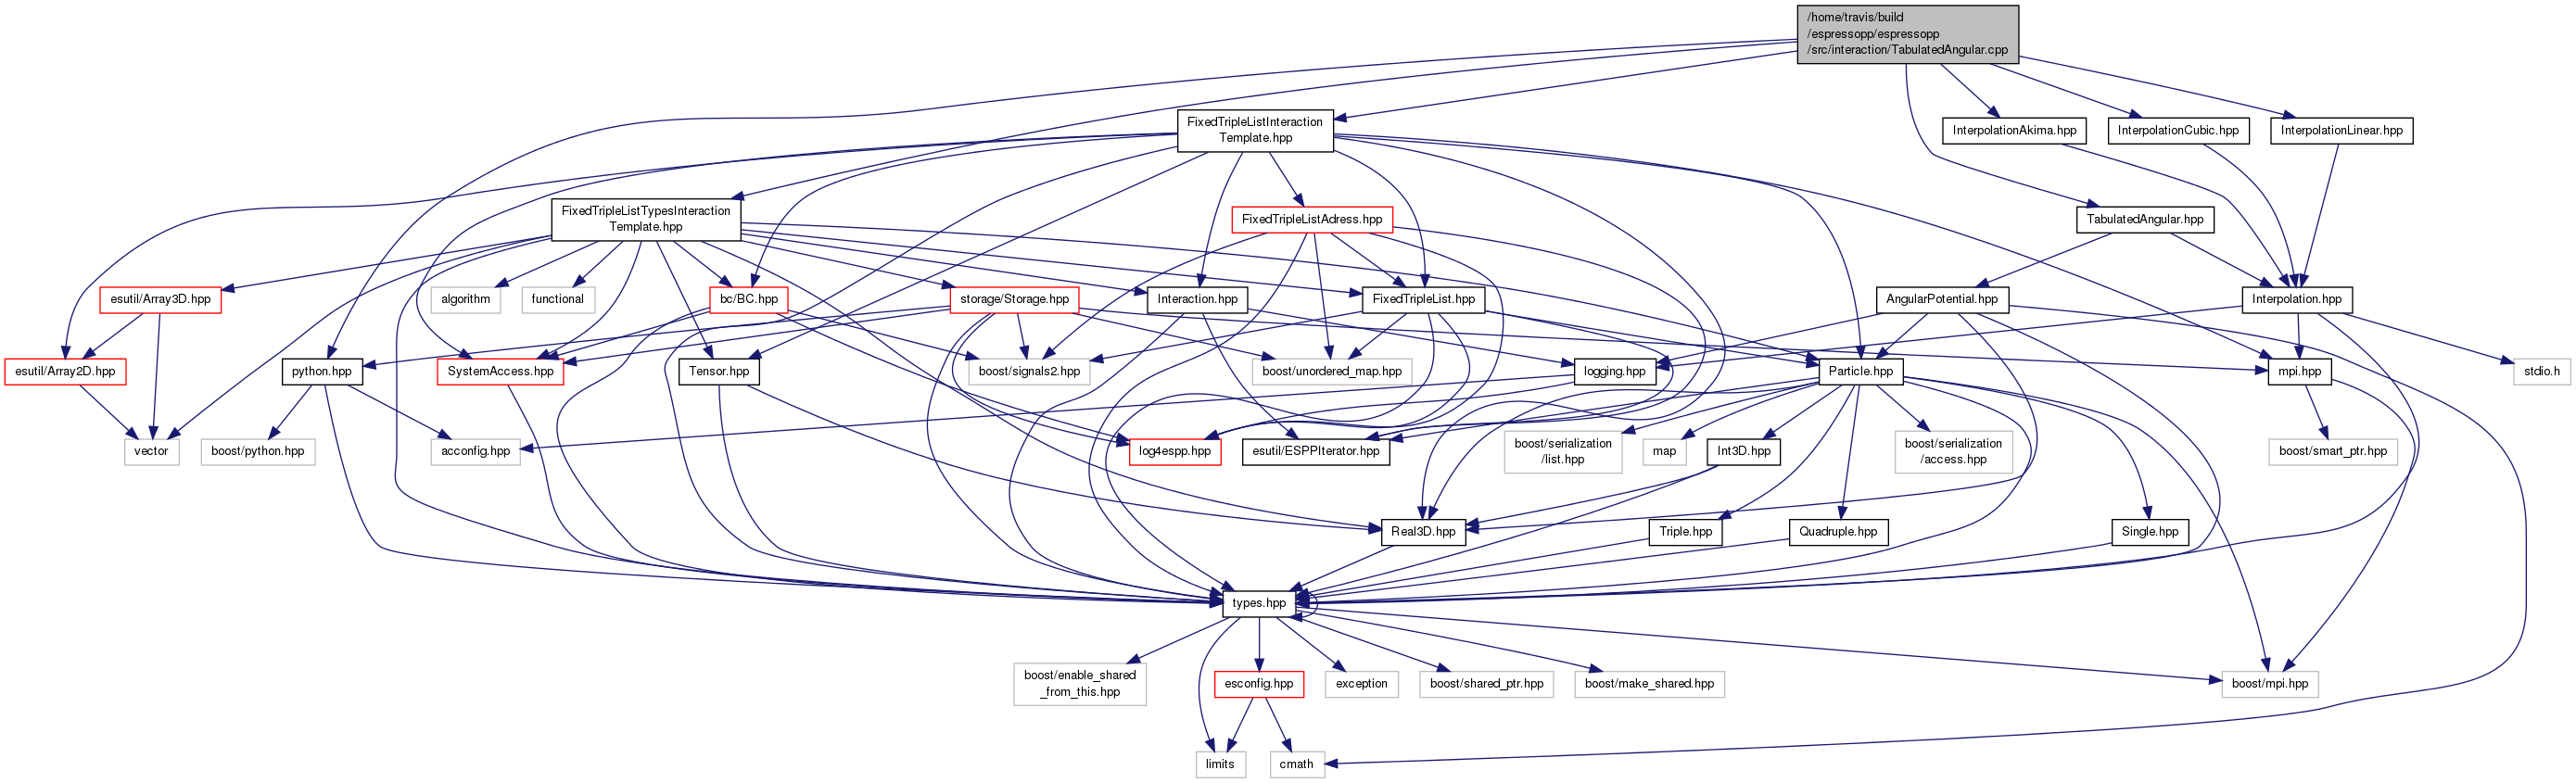 /home/travis/build
/espressopp/espressopp
/src/interaction/TabulatedAngular.cpp
FixedTripleListInteraction
Template.hpp
InterpolationAkima.hpp
InterpolationCubic.hpp
InterpolationLinear.hpp
FixedTripleListTypesInteraction
Template.hpp
FixedTripleListAdress.hpp
TabulatedAngular.hpp
esutil/Array3D.hpp
algorithm
functional
bc/BC.hpp
storage/Storage.hpp
Interaction.hpp
FixedTripleList.hpp
AngularPotential.hpp
Interpolation.hpp
esutil/Array2D.hpp
python.hpp
SystemAccess.hpp
Tensor.hpp
boost/signals2.hpp
boost/unordered_map.hpp
logging.hpp
Particle.hpp
mpi.hpp
stdio.h
vector
boost/python.hpp
acconfig.hpp
log4espp.hpp
esutil/ESPPIterator.hpp
boost/serialization
/list.hpp
map
Int3D.hpp
boost/serialization
/access.hpp
boost/smart_ptr.hpp
Real3D.hpp
Triple.hpp
Quadruple.hpp
Single.hpp
types.hpp
boost/enable_shared
_from_this.hpp
esconfig.hpp
exception
boost/shared_ptr.hpp
boost/make_shared.hpp
boost/mpi.hpp
limits
cmath